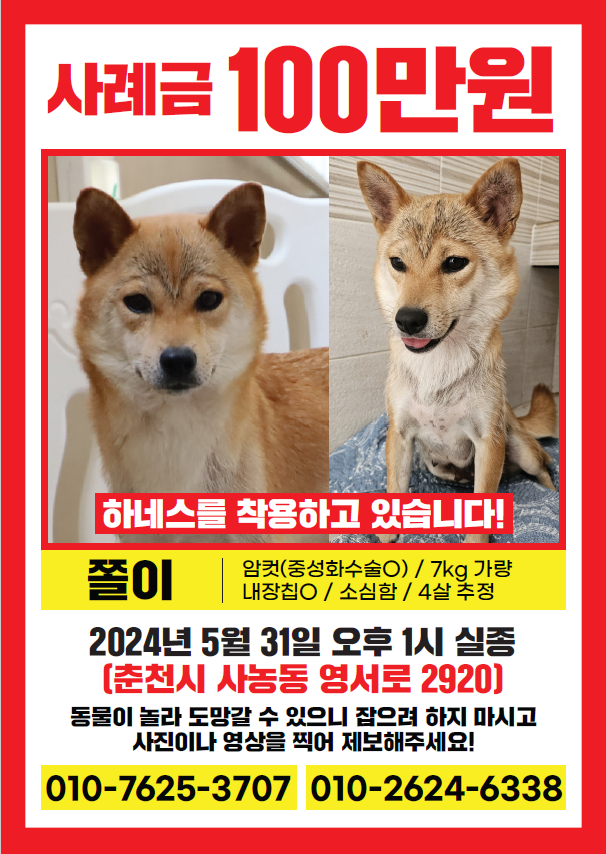 사례금 100만원
하네스를 착용하고 있습니다!
쫄이
암컷(중성화수술O) / 7kg 가량
내장칩O / 소심함 / 4살 추정
2024년 5월 31일 오후 1시 실종
(춘천시 사농동 영서로 2920)
동물이 놀라 도망갈 수 있으니 잡으려 하지 마시고
사진이나 영상을 찍어 제보해주세요!
010-7625-3707 010-2624-6338